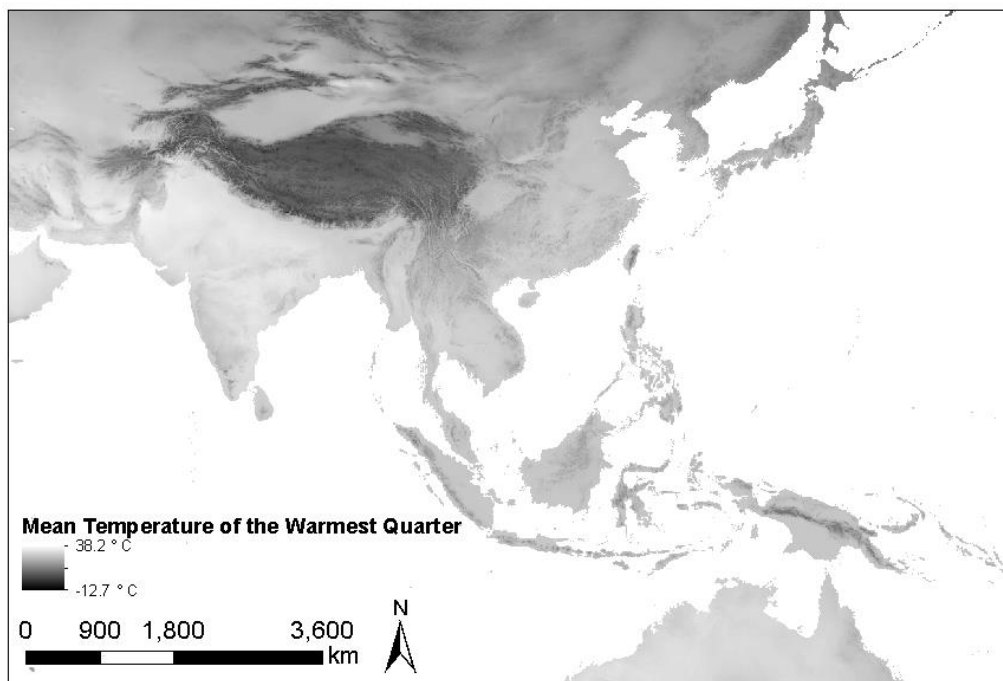 Mean Temperature of the Warmest Quarter
38.2 ° C
-12.7 ° C
N
0 900 1,800 3,600
km